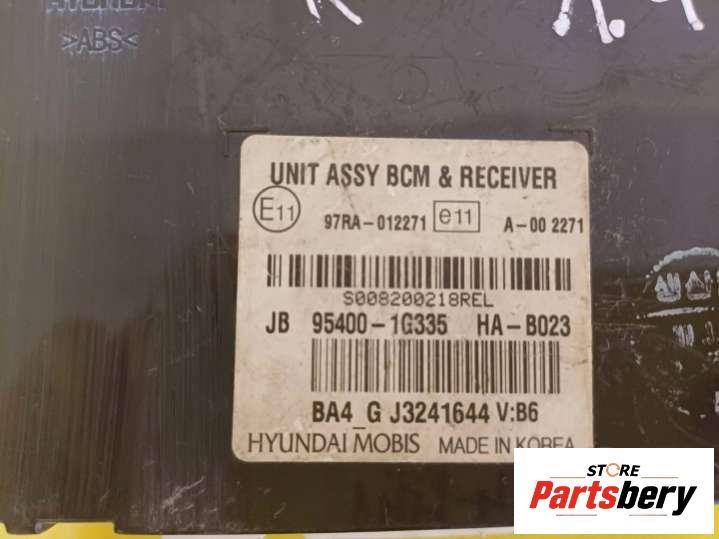 HYUNDAI
>ABS<
UNIT ASSY BCM & RECEIVER
E11 97RA-012271 e11 A-00 2271
S008200218REL
JB 95400-1G335 HA-B023
BA4_G J3241644 V:B6
HYUNDAI MOBIS MADE IN KOREA
STORE
Partsbery